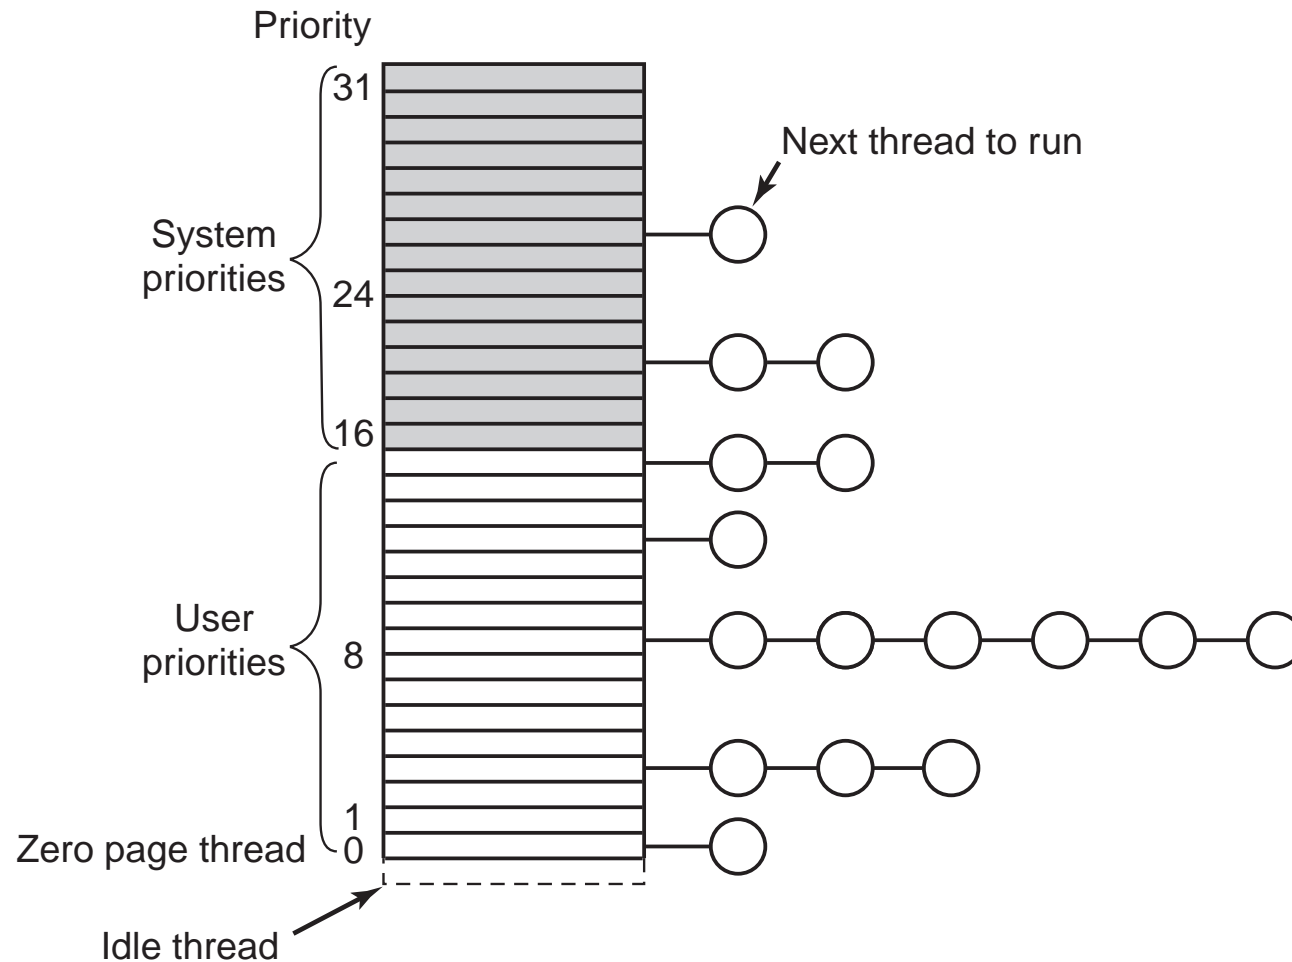 Priority
31
Next thread to run
System
priorities
24
16
User
priorities
8
1
Zero page thread
0
Idle thread